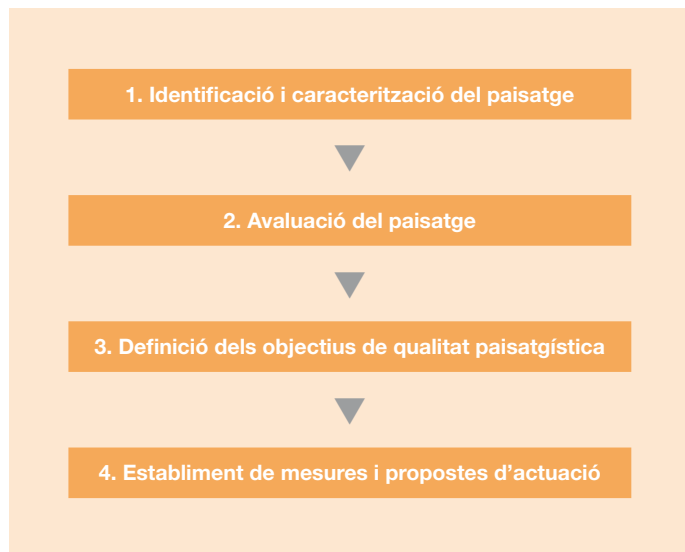 1. Identificació i caracterització del paisatge
2. Avaluació del paisatge
3. Definició dels objectius de qualitat paisatgística
4. Establiment de mesures i propostes d’actuació